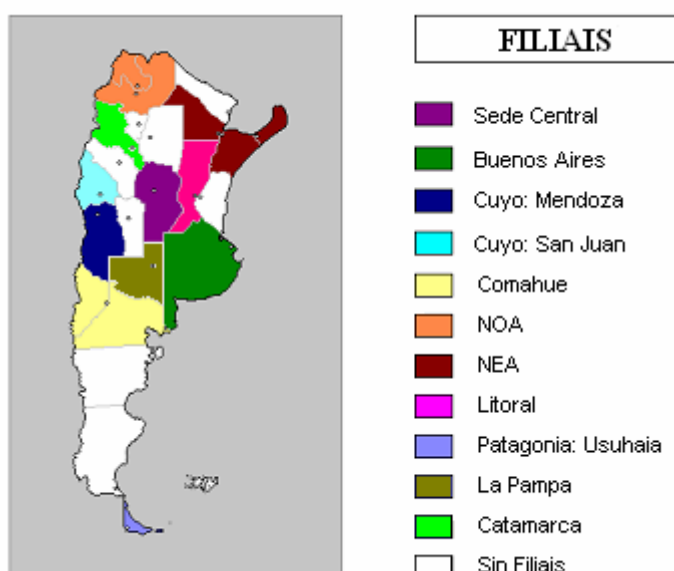 FILIAIS
Sede Central
Buenos Aires
Cuyo: Mendoza
Cuyo: San Juan
Comahue
NOA
NEA
Litoral
Patagonia: Usuhaia
La Pampa
Catamarca
Sin Filiais